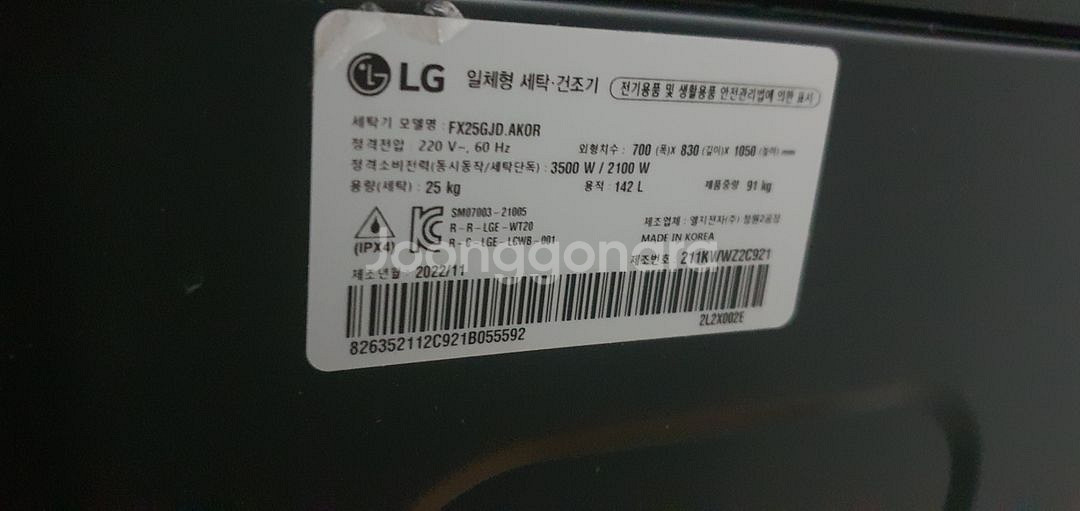 LG 일체형 세탁·건조기 전기용품 및 생활용품 안전관리법에 의한 표시
세탁기 모델명 : FX25GJD.AKOR
정격전압 : 220 V~, 60 Hz
외형치수 : 700 (폭)X 830 (깊이)X 1050 (높이) mm
정격소비전력(동시동작/세탁단독) : 3500 W / 2100 W
용량(세탁) : 25 kg
용적 : 142 L
제품중량 91 kg
(IPX4)
SM07003-21005
R-R-LGE-WT20
R-C-LGE-LCWB-001
제조업체 : 엘지전자(주) 창원2공장
MADE IN KOREA
제조년월 : 2022/11
제조번호 : 211KWWZ2C921
Joonggonara
826352112C921B055592
2L2X002E